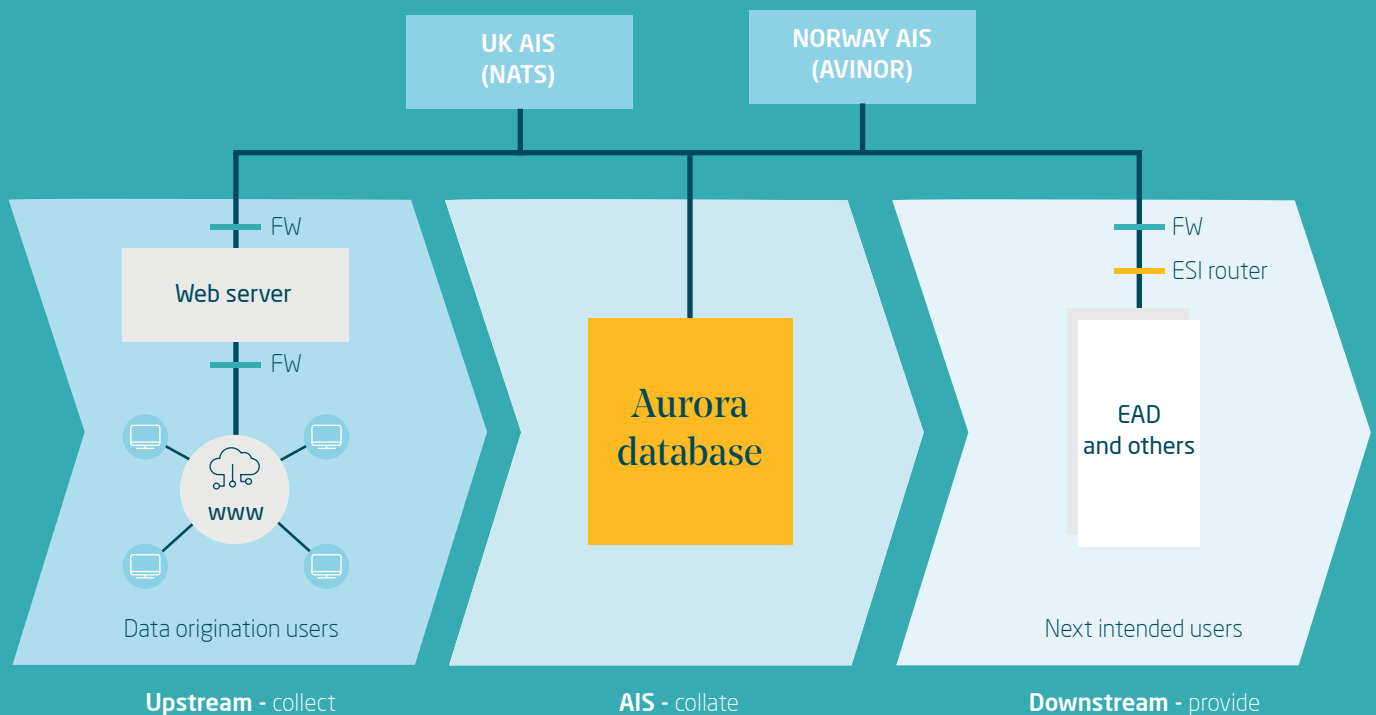 UK AIS
(NATS)
NORWAY AIS
(AVINOR)
FW
Web server
FW
www
Data origination users
Aurora
database
FW
ESI router
EAD
and others
Next intended users
Upstream - collect
AIS - collate
Downstream - provide